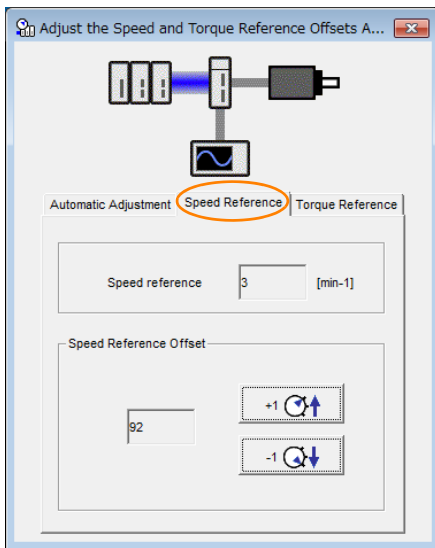 Adjust the Speed and Torque Reference Offsets A...
Automatic Adjustment Speed Reference Torque Reference
Speed reference 3 [min-1]
Speed Reference Offset
+1
92
-1